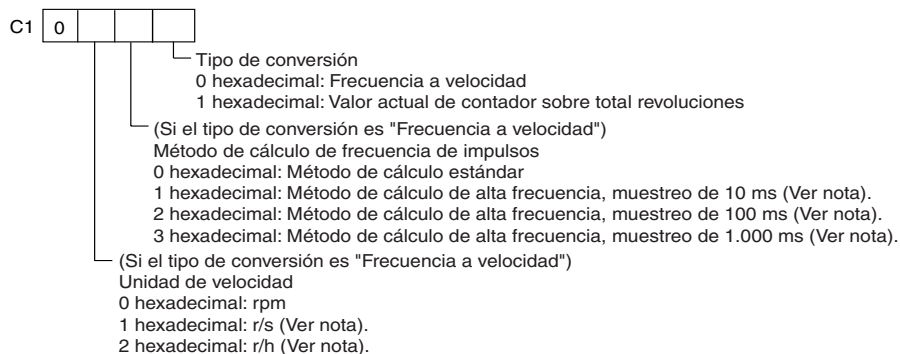 C1 0
Tipo de conversión
0 hexadecimal: Frecuencia a velocidad
1 hexadecimal: Valor actual de contador sobre total revoluciones
(Si el tipo de conversión es "Frecuencia a velocidad")
Método de cálculo de frecuencia de impulsos
0 hexadecimal: Método de cálculo estándar
1 hexadecimal: Método de cálculo de alta frecuencia, muestreo de 10 ms (Ver nota).
2 hexadecimal: Método de cálculo de alta frecuencia, muestreo de 100 ms (Ver nota).
3 hexadecimal: Método de cálculo de alta frecuencia, muestreo de 1.000 ms (Ver nota).
(Si el tipo de conversión es "Frecuencia a velocidad")
Unidad de velocidad
0 hexadecimal: rpm
1 hexadecimal: r/s (Ver nota).
2 hexadecimal: r/h (Ver nota).